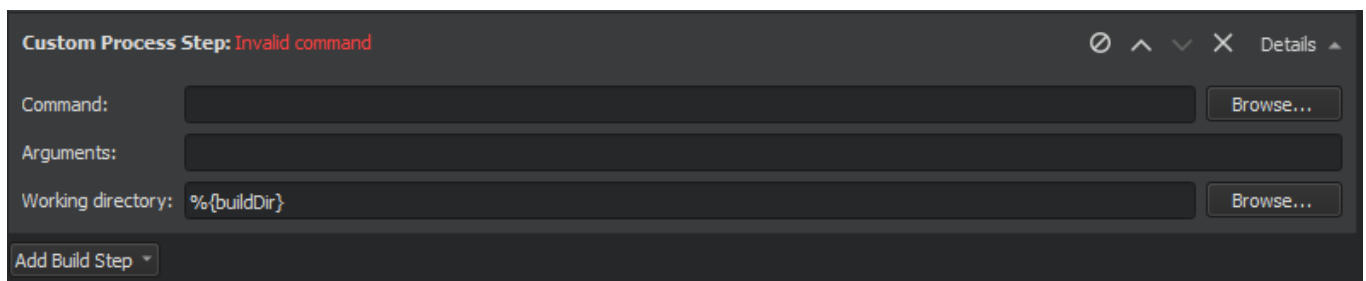 Custom Process Step: Invalid command Details
Command: Browse...
Arguments:
Working directory: %{buildDir} Browse...
Add Build Step